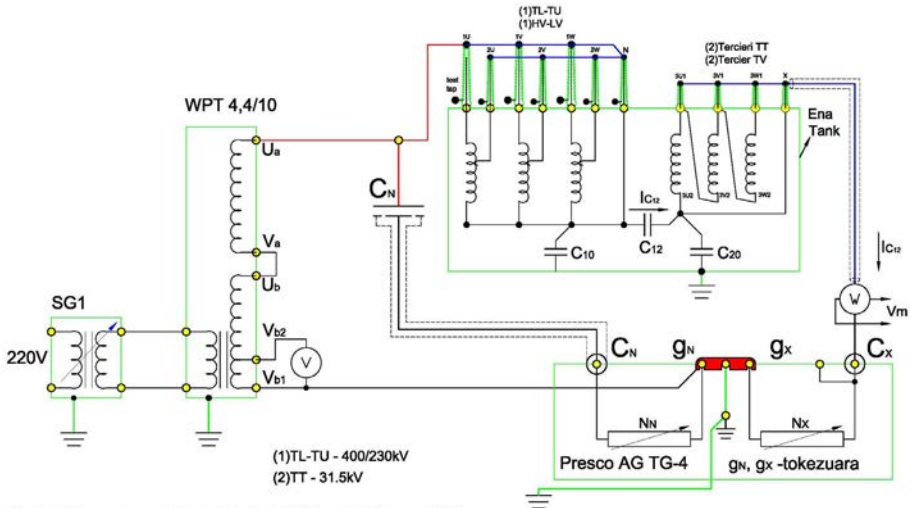 (1)TL-TU
(1)HV-LV
1U
1V
1W
2U
2V
2W
N
test
tap
(2)Tercieri TT
(2)Tercier TV
3U1
3V1
3W1
X
WPT 4,4/10
Ena
Tank
Ua
CN
3U2
3V2
3W2
IC12
C12
C10
C20
Va
Ub
IC12
W
Vm
SG1
220V
Vb2
V
Vb1
CN
gN
gX
CX
NN
NX
Presco AG TG-4
gN, gX -tokezuara
(1)TL-TU - 400/230kV
(2)TT - 31.5kV